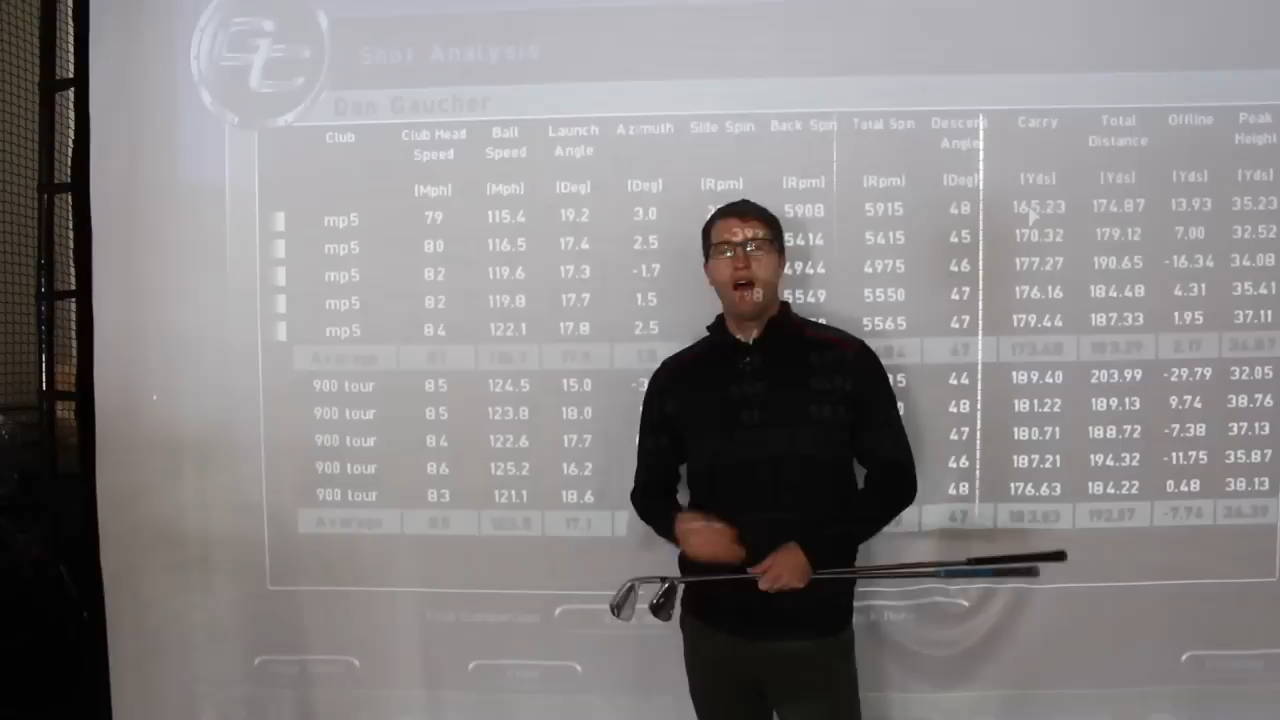 GC
Shot Analysis
Dan Gaucher
Club Club Head Speed Ball Speed Launch Angle Azimuth Side Spin Back Spin Total Spin Descent Angle Carry Total Distance Offline Peak Height
(Mph) (Mph) (Deg) (Deg) (Rpm) (Rpm) (Rpm) (Deg) (Yds) (Yds) (Yds) (Yds)
mp5 79 115.4 19.2 3.0 5908 5915 48 165.23 174.87 13.93 35.23
mp5 80 116.5 17.4 2.5 5414 5415 45 170.32 179.12 7.00 32.52
mp5 82 119.6 17.3 -1.7 4944 4975 46 177.27 190.65 -16.34 34.08
mp5 82 119.8 17.7 1.5 5549 5550 47 176.16 184.48 4.31 35.41
mp5 84 122.1 17.8 2.5 5565 47 179.44 187.33 1.95 37.11
Average
900 tour 85 124.5 15.0 44 189.40 203.99 -29.79 32.05
900 tour 85 123.8 18.0 48 181.22 189.13 9.74 38.76
900 tour 84 122.6 17.7 47 180.71 188.72 -7.38 37.13
900 tour 86 125.2 16.2 46 187.21 194.32 -11.75 35.87
900 tour 83 121.1 18.6 48 176.63 184.22 0.48 38.13
Average 17.1 47 192.07 -7.74